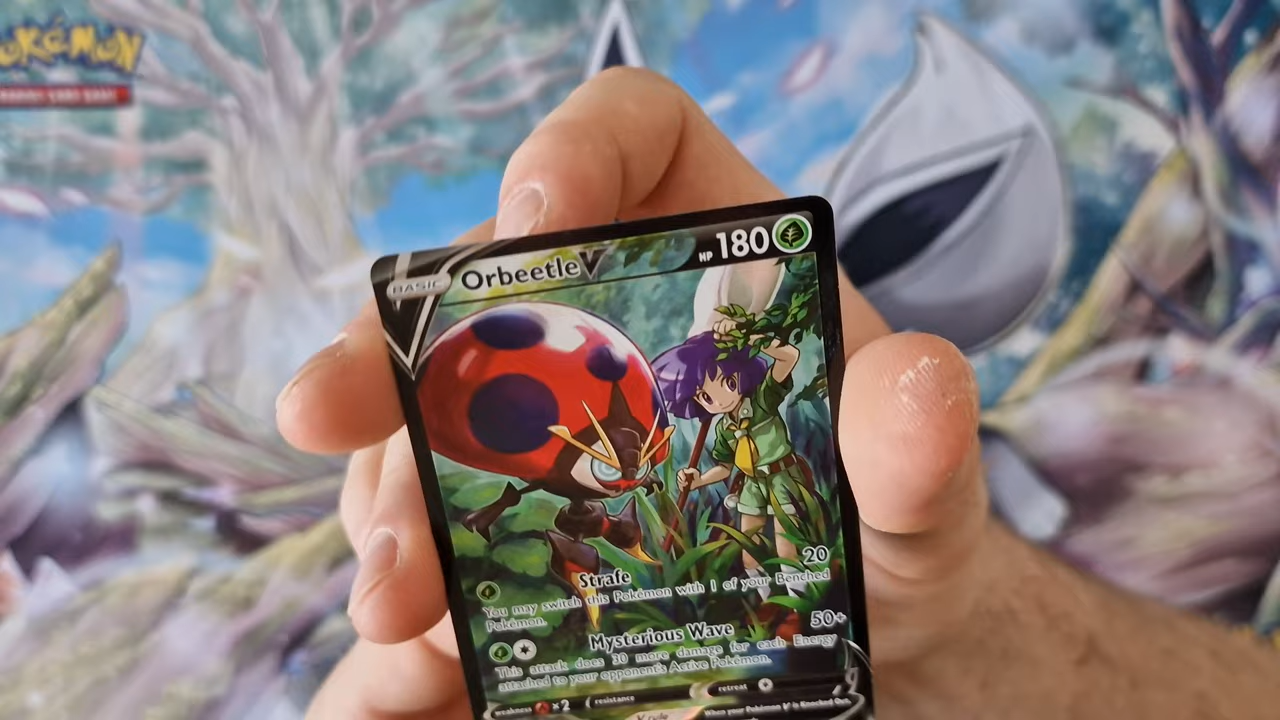 POKÉMON
BASIC Orbeetle V HP 180
Strafe 20
You may switch this Pokémon with 1 of your Benched
Pokémon.
Mysterious Wave 50+
This attack does 30 more damage for each Energy
attached to your opponent's Active Pokémon.
weakness ×2 resistance retreat
V rule When your Pokémon V is Knocked Out,